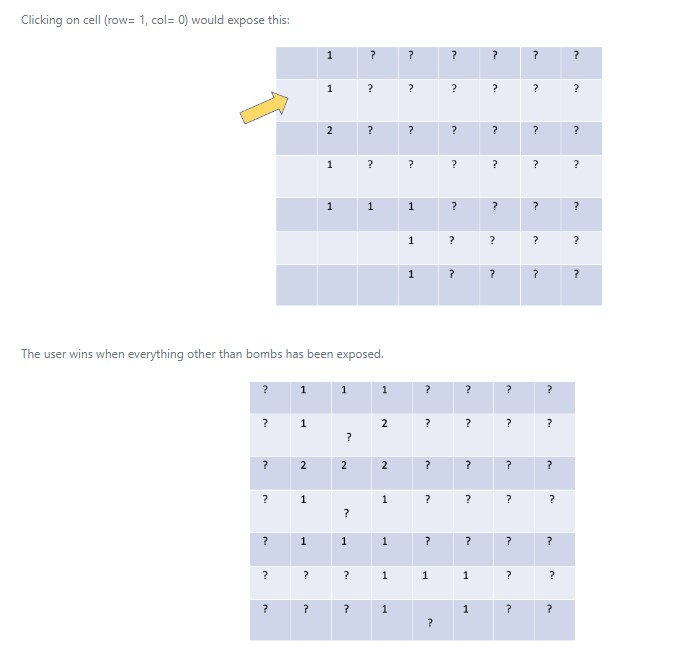 Clicking on cell (row= 1, col= 0) would expose this:
1 ? ? ? ? ? ?
1 ? ? ? ? ? ?
2 ? ? ? ? ? ?
1 ? ? ? ? ? ?
1 1 1 ? ? ? ?
1 ? ? ? ?
1 ? ? ? ?
The user wins when everything other than bombs has been exposed.
? 1 1 1 ? ? ? ?
? 1 ? 2 ? ? ? ?
? 2 2 2 ? ? ? ?
? 1 ? 1 ? ? ? ?
? 1 1 1 ? ? ? ?
? ? ? 1 1 1 ? ?
? ? ? 1 ? 1 ? ?